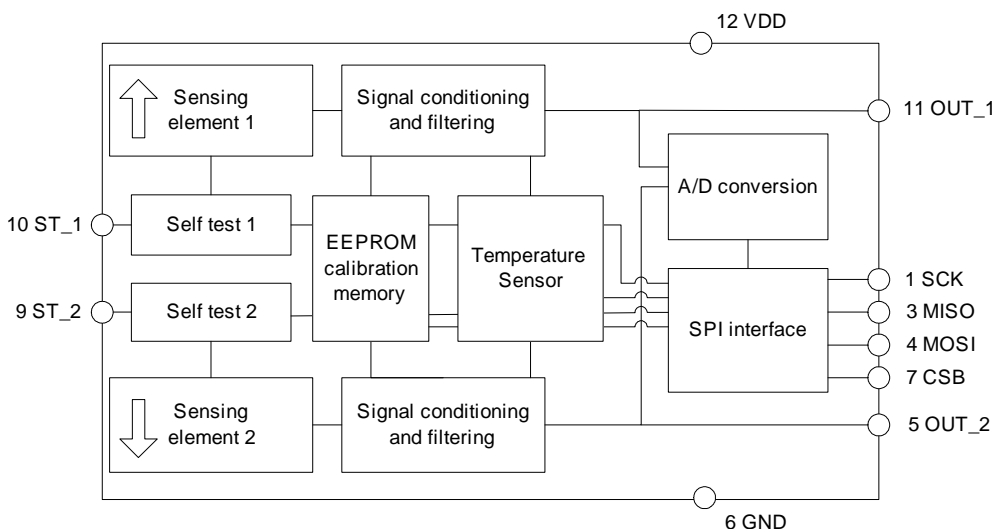 12 VDD
Sensing
element 1
Signal conditioning
and filtering
11 OUT_1
A/D conversion
10 ST_1
Self test 1
EEPROM
calibration
memory
Temperature
Sensor
1 SCK
9 ST_2
Self test 2
SPI interface
3 MISO
4 MOSI
7 CSB
Sensing
element 2
Signal conditioning
and filtering
5 OUT_2
6 GND